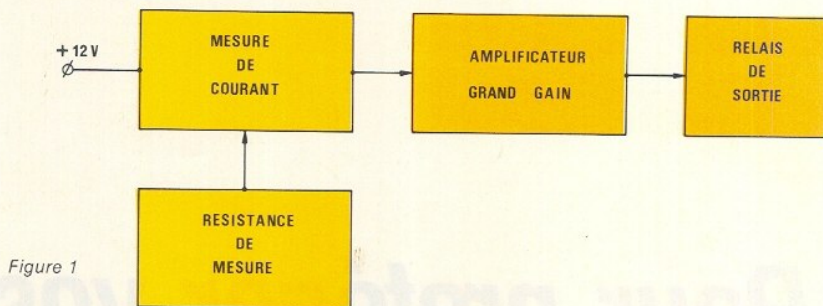 + 12 V
MESURE
DE
COURANT
AMPLIFICATEUR
GRAND GAIN
RELAIS
DE
SORTIE
RESISTANCE
DE
MESURE
Figure 1